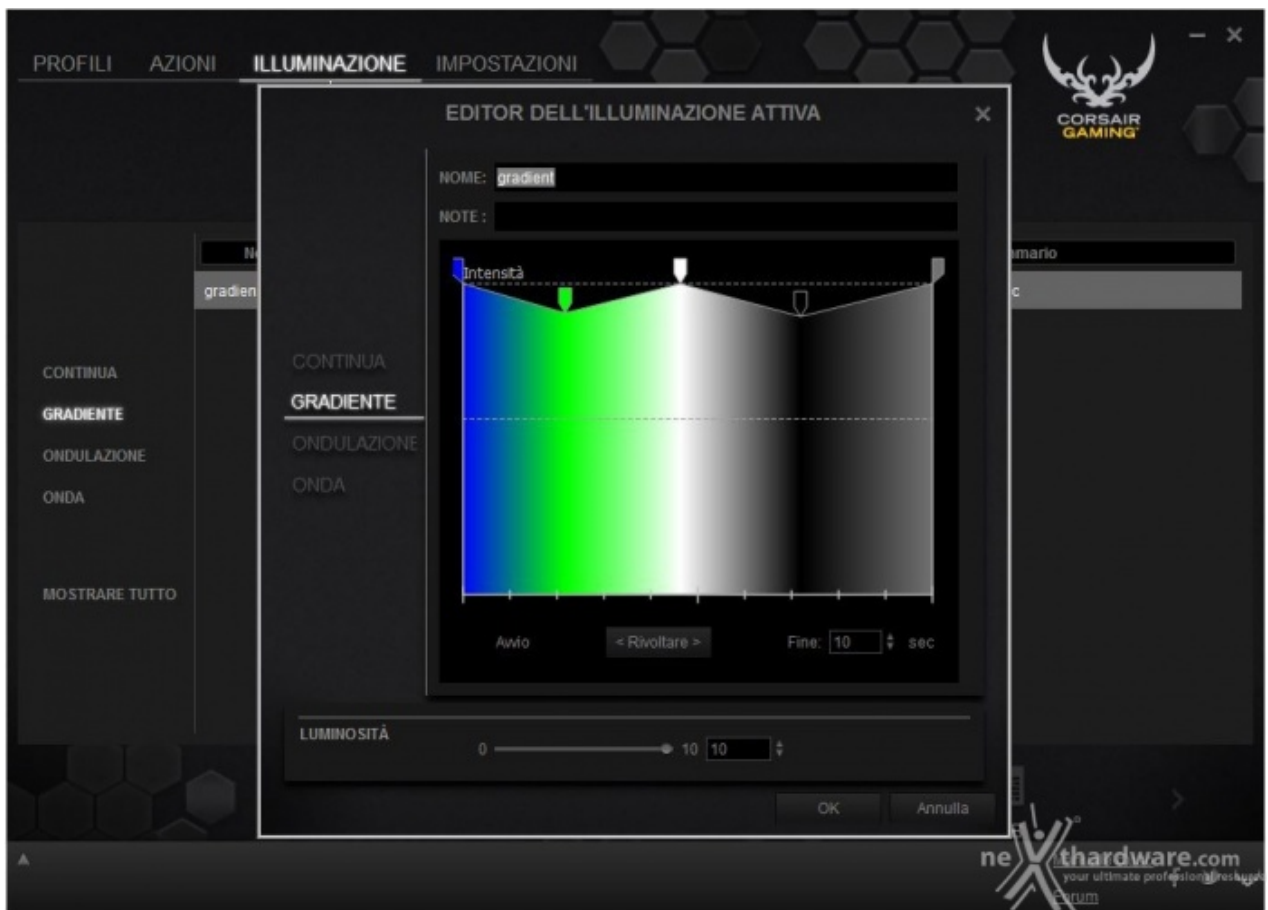 PROFILI AZIONI ILLUMINAZIONE IMPOSTAZIONI
CORSAIR
GAMING
EDITOR DELL'ILLUMINAZIONE ATTIVA
NOME: gradient
NOTE :
gradien
CONTINUA
GRADIENTE
ONDULAZIONE
ONDA
MOSTRARE TUTTO
CONTINUA
GRADIENTE
ONDULAZIONE
ONDA
Intensità
Avvio
< Rivoltare >
Fine: 10 sec
LUMINOSITÀ
0 10 10
OK Annulla
nexthardware.com
your ultimate professional resource
Forum